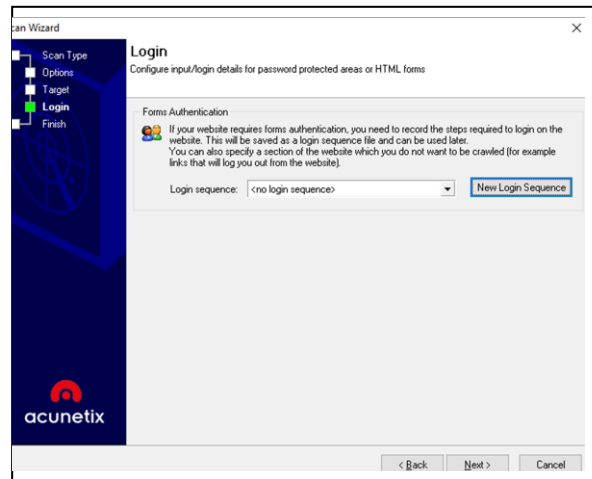 can Wizard
Scan Type
Options
Target
Login
Finish
acunetix
Login
Configure input/login details for password protected areas or HTML forms
Forms Authentication
If your website requires forms authentication, you need to record the steps required to login on the
website. This will be saved as a login sequence file and can be used later.
You can also specify a section of the website which you do not want to be crawled (for example
links that will log you out from the website).
Login sequence: <no login sequence> New Login Sequence
< Back Next > Cancel